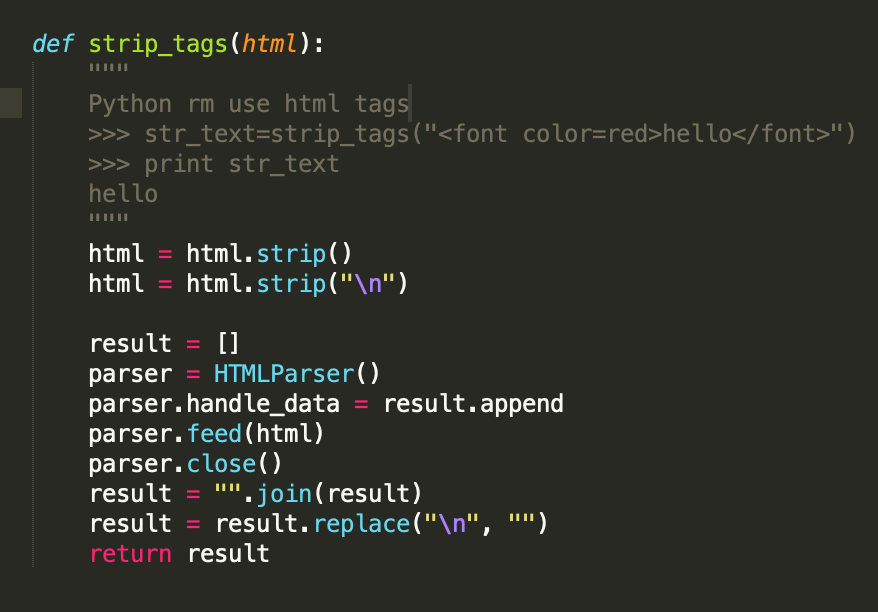 def strip_tags(html):
    """
    Python rm use html tags
    >>> str_text=strip_tags("<font color=red>hello</font>")
    >>> print str_text
    hello
    """
    html = html.strip()
    html = html.strip("\n")

    result = []
    parser = HTMLParser()
    parser.handle_data = result.append
    parser.feed(html)
    parser.close()
    result = "".join(result)
    result = result.replace("\n", "")
    return result